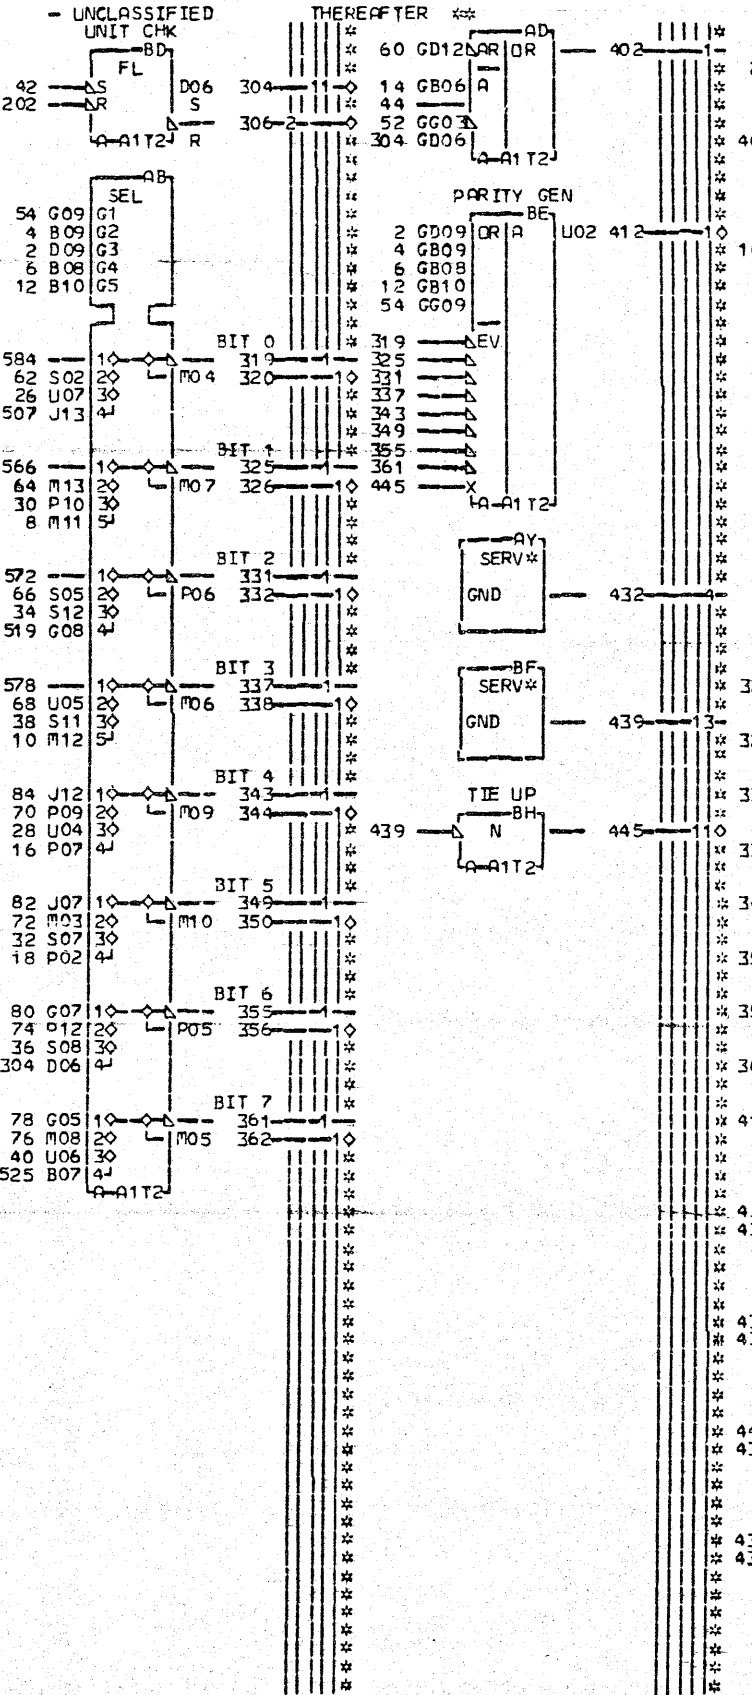 - UNCLASSIFIED THEREAFTER **
UNIT CHK
BD
FL
42 S D06 304 11
202 R S
306 2
A-A1T2 R
AB
SEL
54 G09 G1
4 B09 G2
2 D09 G3
6 B08 G4
12 B10 G5
BIT 0
584 1 319 1
62 S02 2 M04 320 1
26 U07 3
507 J13 4
BIT 1
566 1 325 1
64 M13 2 M07 326 1
30 P10 3
8 M11 5
BIT 2
572 1 331 1
66 S05 2 P06 332 1
34 S12 3
519 G08 4
BIT 3
578 1 337 1
68 U05 2 M06 338 1
38 S11 3
10 M12 5
BIT 4
84 J12 1 343 1
70 P09 2 M09 344 1
28 U04 3
16 P07 4
BIT 5
82 J07 1 349 1
72 M03 2 M10 350 1
32 S07 3
18 P02 4
BIT 6
80 G07 1 355 1
74 P12 2 P05 356 1
36 S08 3
304 D06 4
BIT 7
78 G05 1 361 1
76 M08 2 M05 362 1
40 U06 3
525 B07 4
A-A1T2
AD
60 GD12 AR OR 402 1
14 GB06 A
44
52 GG03
304 GD06
A-A1T2
PARITY GEN
BE
2 GD09 OR A U02 412 1
4 GB09
6 GB08
12 GB10
54 GG09
319 EV
325
331
337
343
349
355
361
445 X
A-A1T2
AY
SERV*
GND 432 4
BF
SERV*
GND 439 13
TIE UP
BH
439 N 445 11
A-A1T2